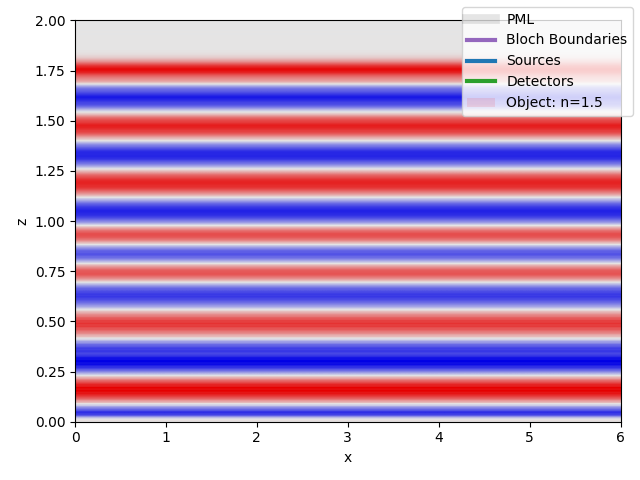 PML
Bloch Boundaries
Sources
Detectors
Object: n=1.5
2.00
1.75
1.50
1.25
1.00
0.75
0.50
0.25
0.00
z
0 1 2 3 4 5 6
x